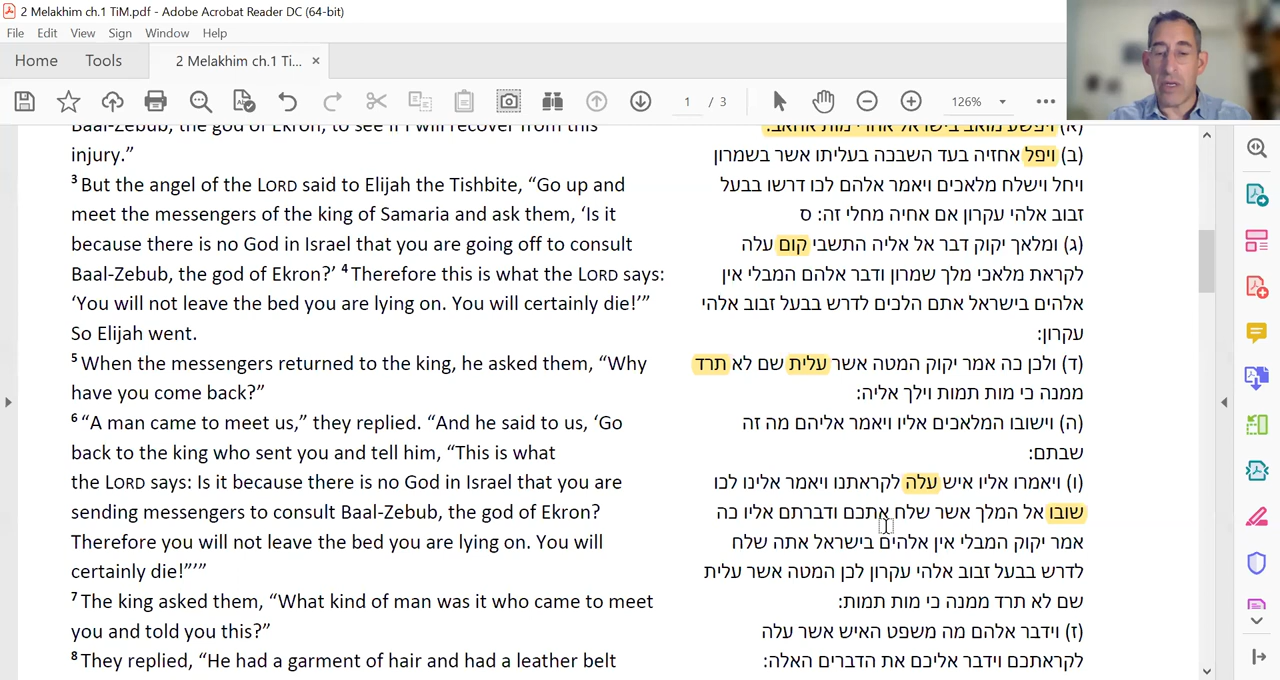 2 Melakhim ch.1 TiM.pdf - Adobe Acrobat Reader DC (64-bit)
File Edit View Sign Window Help
Home Tools 2 Melakhim ch.1 Ti... ×
1 / 3 126%
Baal-Zebub, the god of Ekron, to see if I will recover from this
injury.”
3 But the angel of the LORD said to Elijah the Tishbite, “Go up and
meet the messengers of the king of Samaria and ask them, ‘Is it
because there is no God in Israel that you are going off to consult
Baal-Zebub, the god of Ekron?’ 4 Therefore this is what the LORD says:
‘You will not leave the bed you are lying on. You will certainly die!’”
So Elijah went.
5 When the messengers returned to the king, he asked them, “Why
have you come back?”
6 “A man came to meet us,” they replied. “And he said to us, ‘Go
back to the king who sent you and tell him, “This is what
the LORD says: Is it because there is no God in Israel that you are
sending messengers to consult Baal-Zebub, the god of Ekron?
Therefore you will not leave the bed you are lying on. You will
certainly die!”’”
7 The king asked them, “What kind of man was it who came to meet
you and told you this?”
8 They replied, “He had a garment of hair and had a leather belt
(א) ויפשע מואב בישראל אחרי מות אחאב:
(ב) ויפל אחזיה בעד השבכה בעליתו אשר בשמרון
ויחל וישלח מלאכים ויאמר אלהם לכו דרשו בבעל
זבוב אלהי עקרון אם אחיה מחלי זה: ס
(ג) ומלאך יקוק דבר אל אליה התשבי קום עלה
לקראת מלאכי מלך שמרון ודבר אלהם המבלי אין
אלהים בישראל אתם הלכים לדרש בבעל זבוב אלהי
עקרון:
(ד) ולכן כה אמר יקוק המטה אשר עלית שם לא תרד
ממנה כי מות תמות וילך אליה:
(ה) וישובו המלאכים אליו ויאמר אליהם מה זה
שבתם:
(ו) ויאמרו אליו איש עלה לקראתנו ויאמר אלינו לכו
שובו אל המלך אשר שלח אתכם ודברתם אליו כה
אמר יקוק המבלי אין אלהים בישראל אתה שלח
לדרש בבעל זבוב אלהי עקרון לכן המטה אשר עלית
שם לא תרד ממנה כי מות תמות:
(ז) וידבר אלהם מה משפט האיש אשר עלה
לקראתכם וידבר אליכם את הדברים האלה: